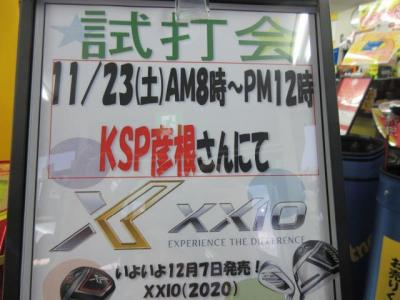 試打会
11/23(土)AM8時～PM12時
KSP彦根さんにて
XXIO
EXPERIENCE THE DIFFERENCE
いよいよ12月7日発売！
XXIO(2020)